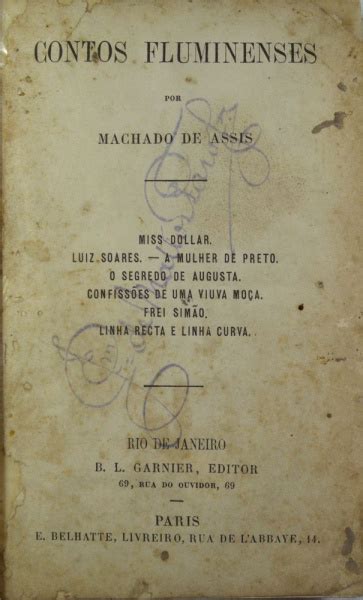 CONTOS FLUMINENSES
POR
MACHADO DE ASSIS
MISS DOLLAR.
LUIZ SOARES. — A MULHER DE PRETO.
O SEGREDO DE AUGUSTA.
CONFISSÕES DE UMA VIUVA MOÇA.
FREI SIMÃO.
LINHA RECTA E LINHA CURVA.
RIO DE JANEIRO
B. L. GARNIER, EDITOR
69, RUA DO OUVIDOR, 69
PARIS
E. BELHATTE, LIVREIRO, RUA DE L'ABBAYE, 14.